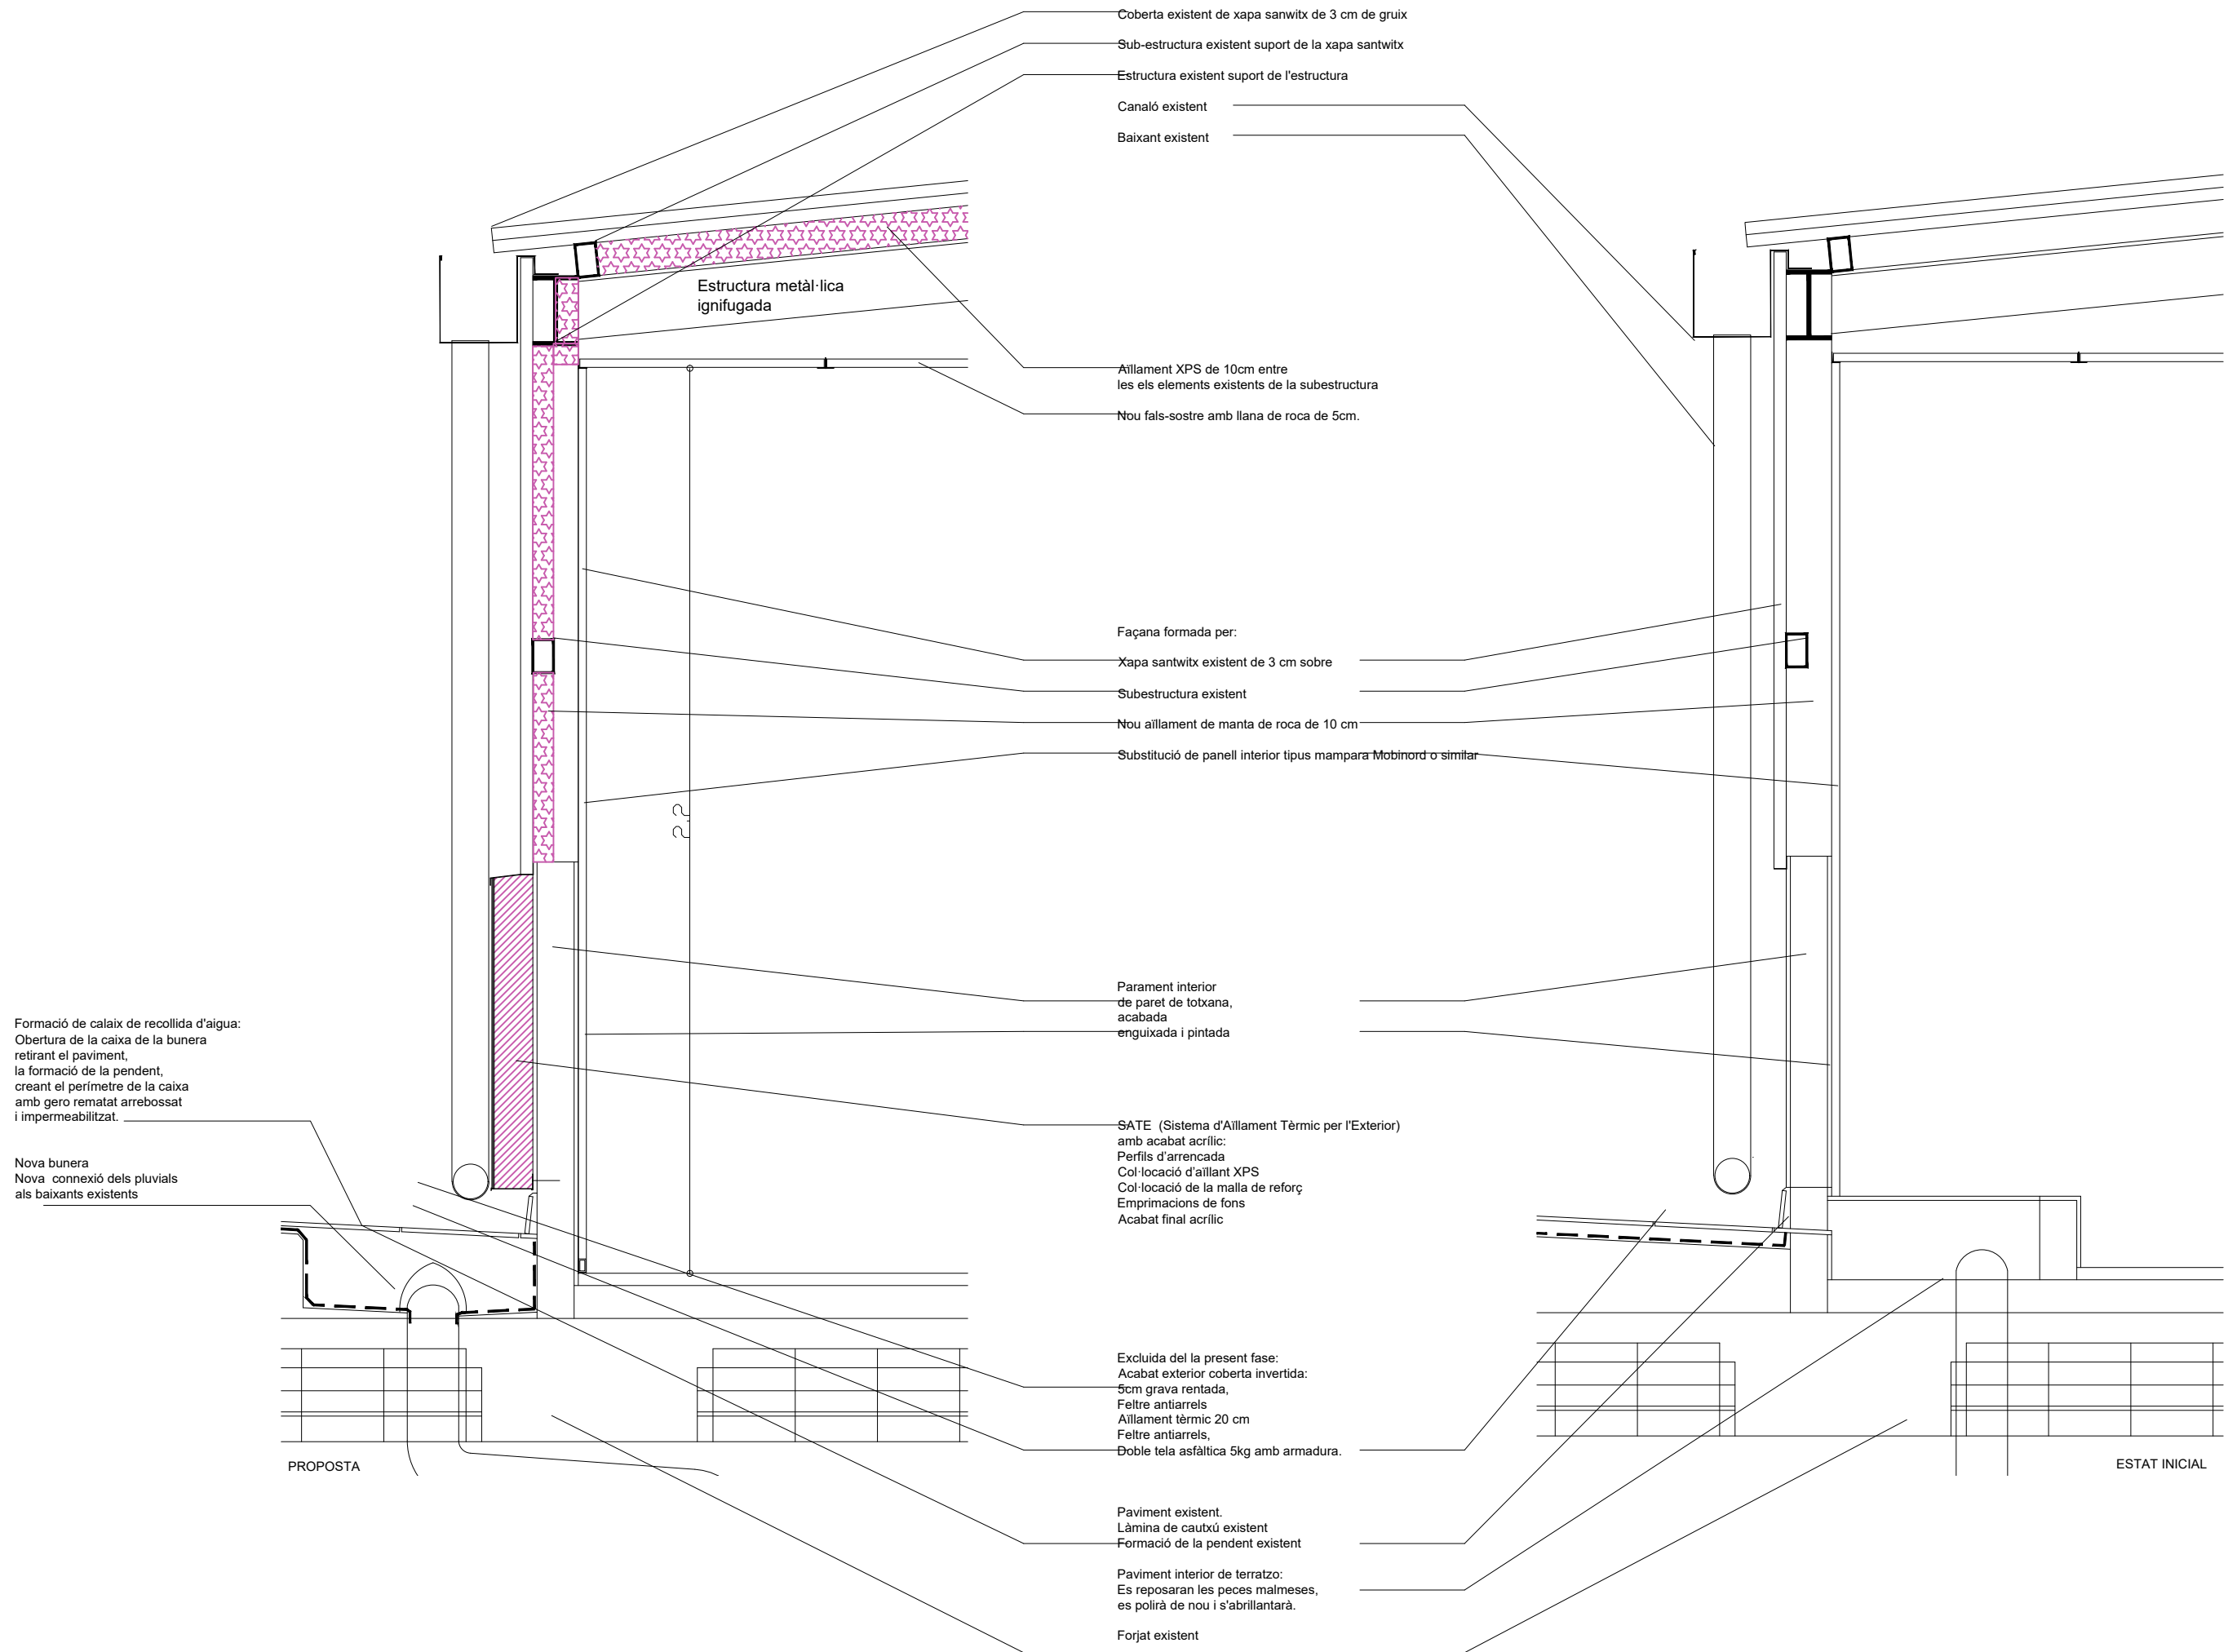 Coberta existent de xapa sanwitx de 3 cm de gruix
Sub-estructura existent suport de la xapa santwitx
Estructura existent suport de l'estructura
Canaló existent
Baixant existent
Estructura metàl·lica
ignifugada
Aïllament XPS de 10cm entre
les els elements existents de la subestructura
Nou fals-sostre amb llana de roca de 5cm.
Façana formada per:
Xapa santwitx existent de 3 cm sobre
Subestructura existent
Nou aïllament de manta de roca de 10 cm
Substitució de panell interior tipus mampara Mobinord o similar
2.2
Parament interior
de paret de totxana,
acabada
enguixada i pintada
Formació de calaix de recollida d'aigua:
Obertura de la caixa de la bunera
retirant el paviment,
la formació de la pendent,
creant el perímetre de la caixa
amb gero rematat arrebossat
i impermeabilitzat.
Nova bunera
Nova connexió dels pluvials
als baixants existents
SATE (Sistema d'Aïllament Tèrmic per l'Exterior)
amb acabat acrílic:
Perfils d'arrencada
Col·locació d'aïllant XPS
Col·locació de la malla de reforç
Emprimacions de fons
Acabat final acrílic
Excluida del la present fase:
Acabat exterior coberta invertida:
5cm grava rentada,
Feltre antiarrels
Aïllament tèrmic 20 cm
Feltre antiarrels,
Doble tela asfàltica 5kg amb armadura.
PROPOSTA
ESTAT INICIAL
Paviment existent.
Làmina de cautxú existent
Formació de la pendent existent
Paviment interior de terratzo:
Es reposaran les peces malmeses,
es polirà de nou i s'abrillantarà.
Forjat existent